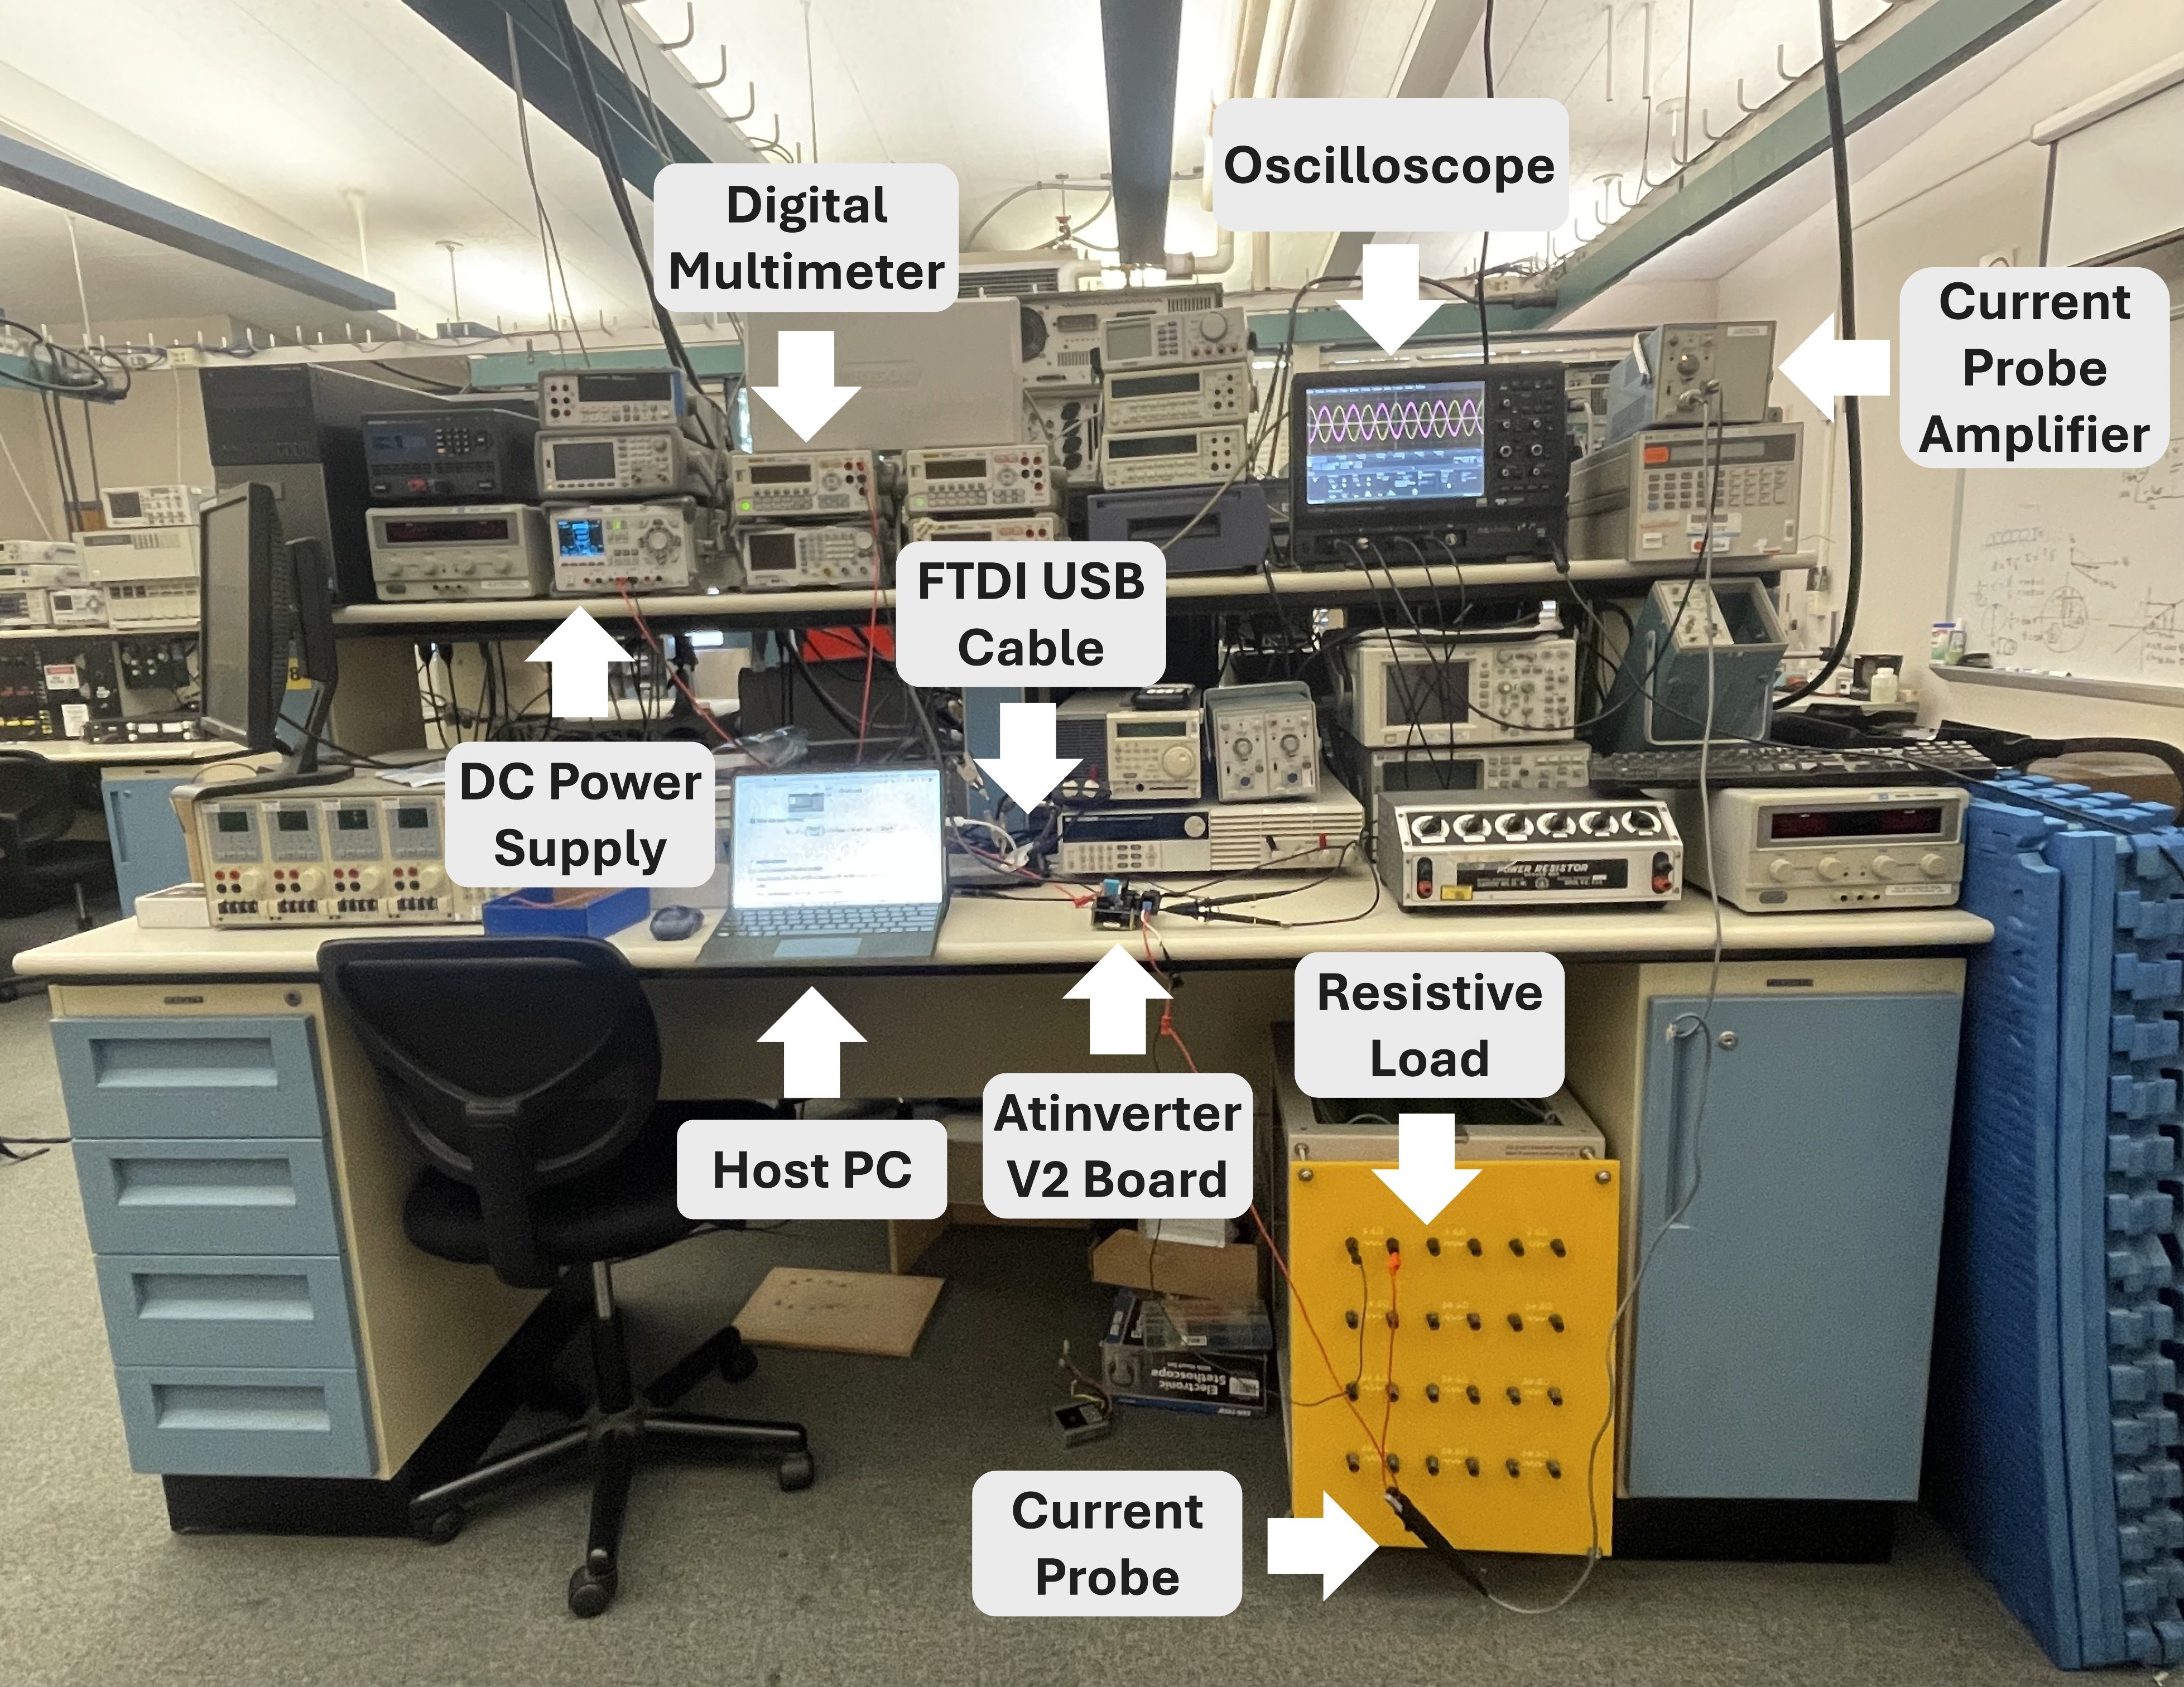 Oscilloscope
Digital
Multimeter
Current
Probe
Amplifier
FTDI USB
Cable
DC Power
Supply
POWER RESISTOR
Resistive
Load
Atinverter
V2 Board
Host PC
Electronic
Stethoscope
Current
Probe